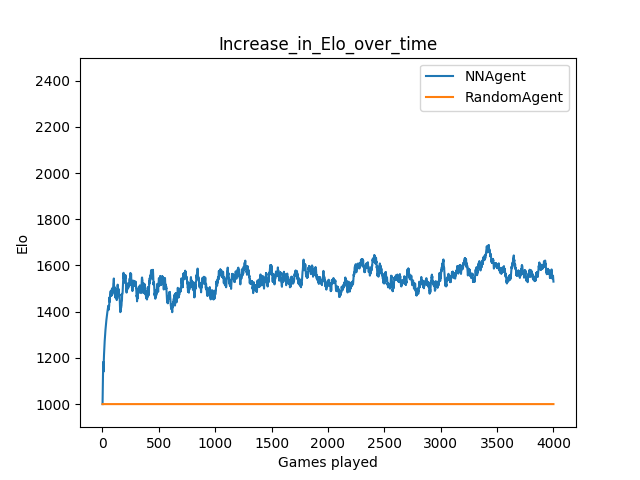 Increase_in_Elo_over_time
NNAgent
RandomAgent
2400
2200
2000
1800
1600
1400
1200
1000
Elo
0 500 1000 1500 2000 2500 3000 3500 4000
Games played